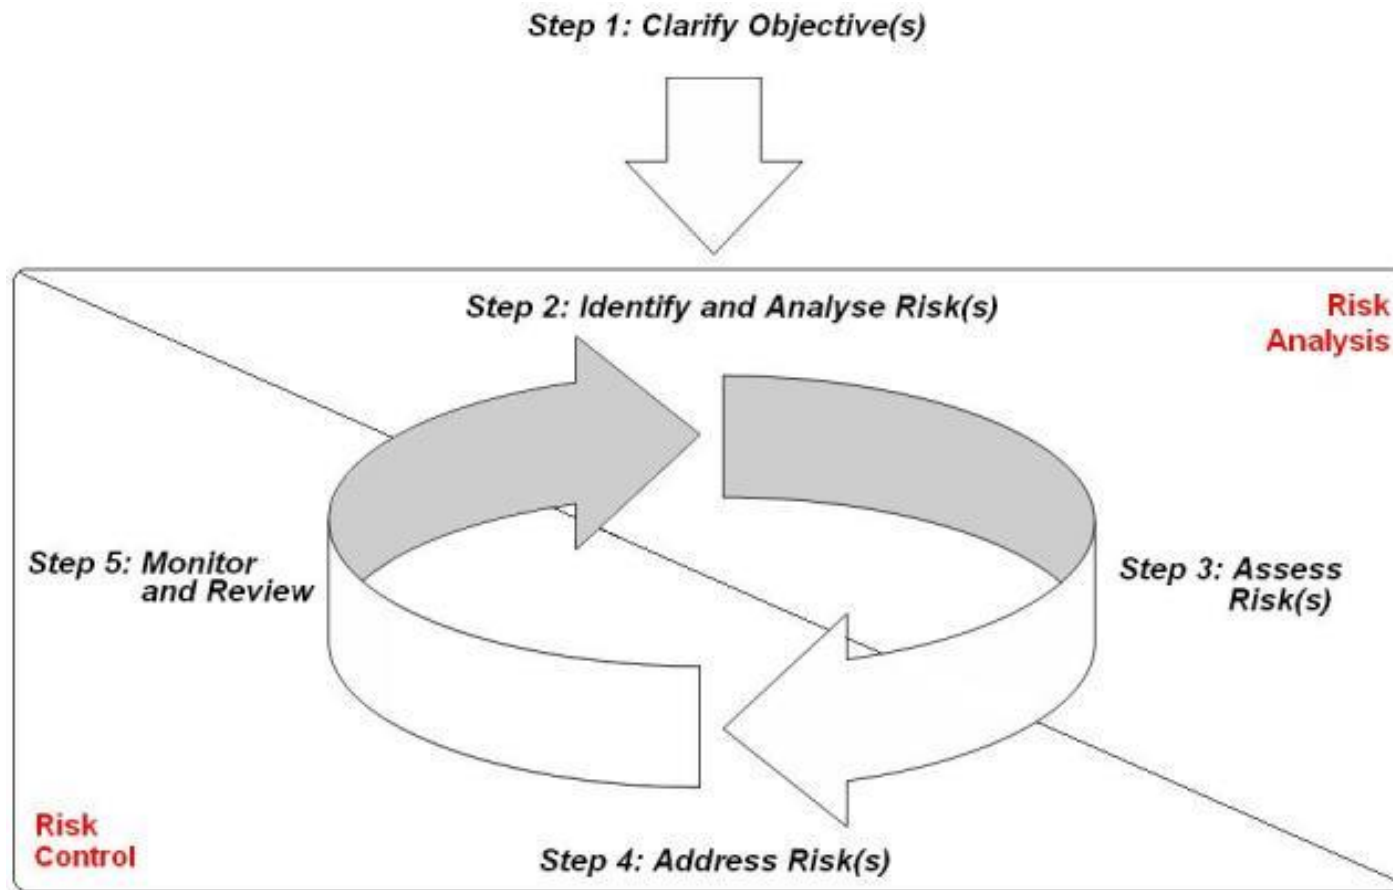 Step 1: Clarify Objective(s)
Step 2: Identify and Analyse Risk(s)
Risk
Analysis
Step 5: Monitor
and Review
Step 3: Assess
Risk(s)
Risk
Control
Step 4: Address Risk(s)